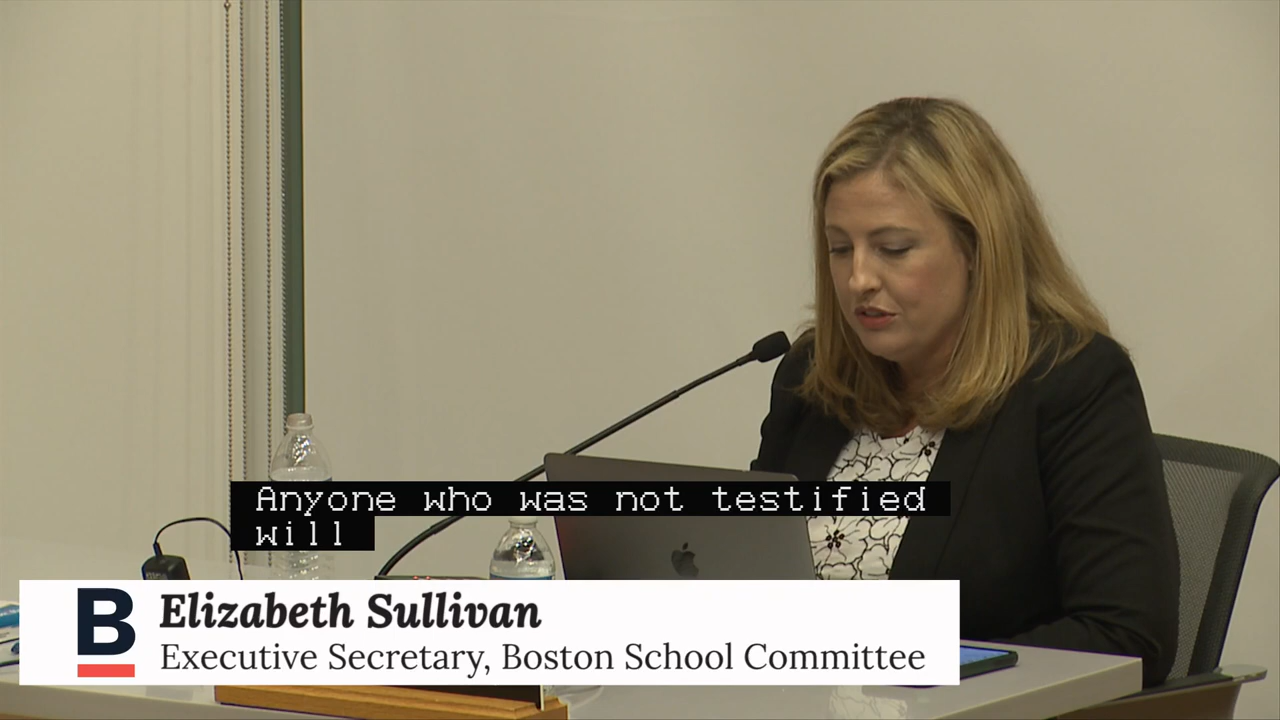 Anyone who was not testified
will
B
Elizabeth Sullivan
Executive Secretary, Boston School Committee